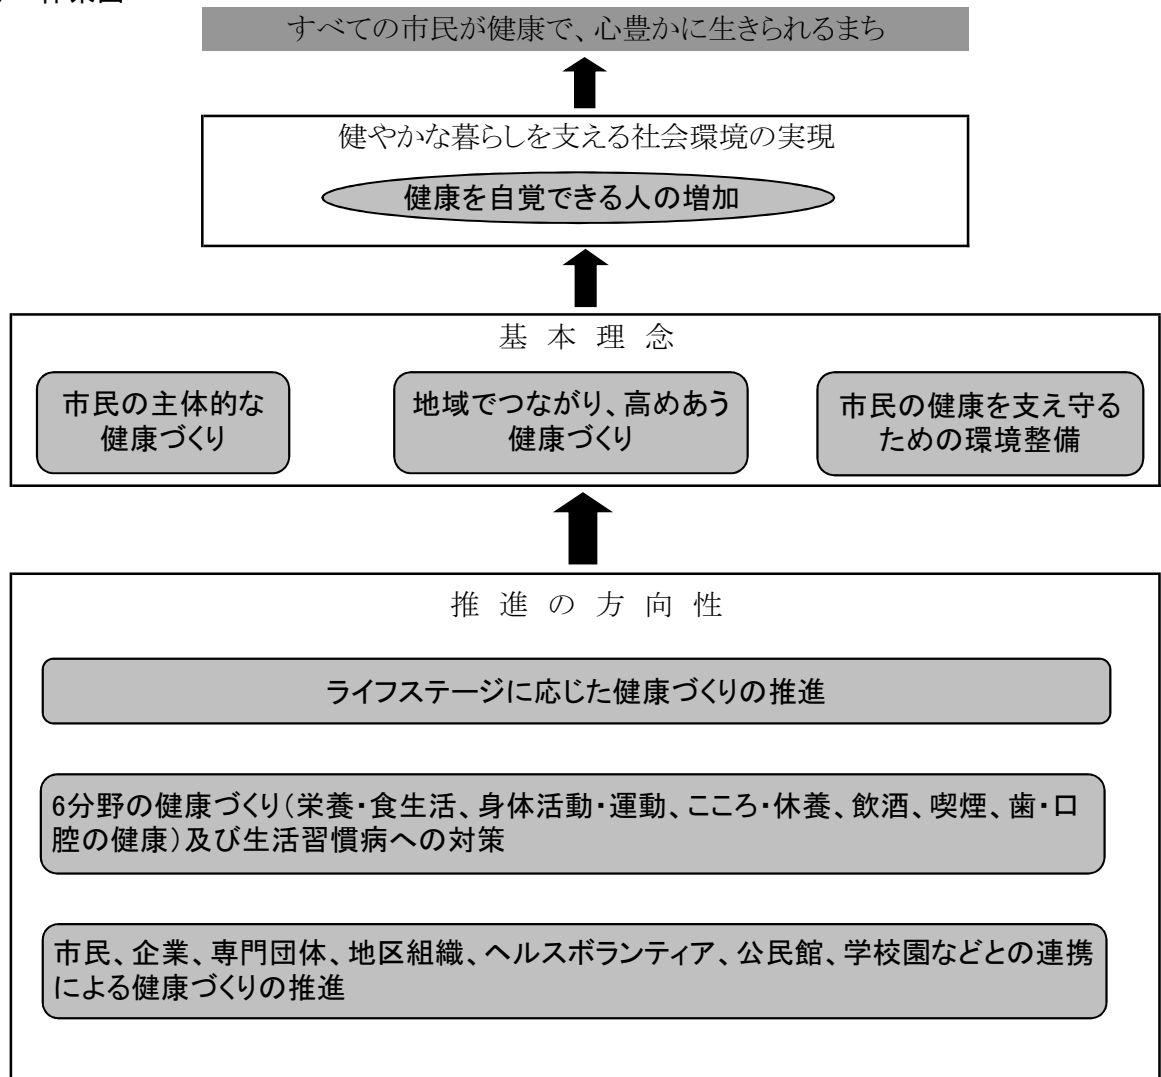 すべての市民が健康で、心豊かに生きられるまち
健やかな暮らしを支える社会環境の実現
健康を自覚できる人の増加
基本理念
市民の主体的な
健康づくり
地域でつながり、高めあう
健康づくり
市民の健康を支え守る
ための環境整備
推進の方向性
ライフステージに応じた健康づくりの推進
6分野の健康づくり(栄養・食生活、身体活動・運動、こころ・休養、飲酒、喫煙、歯・口
腔の健康)及び生活習慣病への対策
市民、企業、専門団体、地区組織、ヘルスボランティア、公民館、学校園などとの連携
による健康づくりの推進